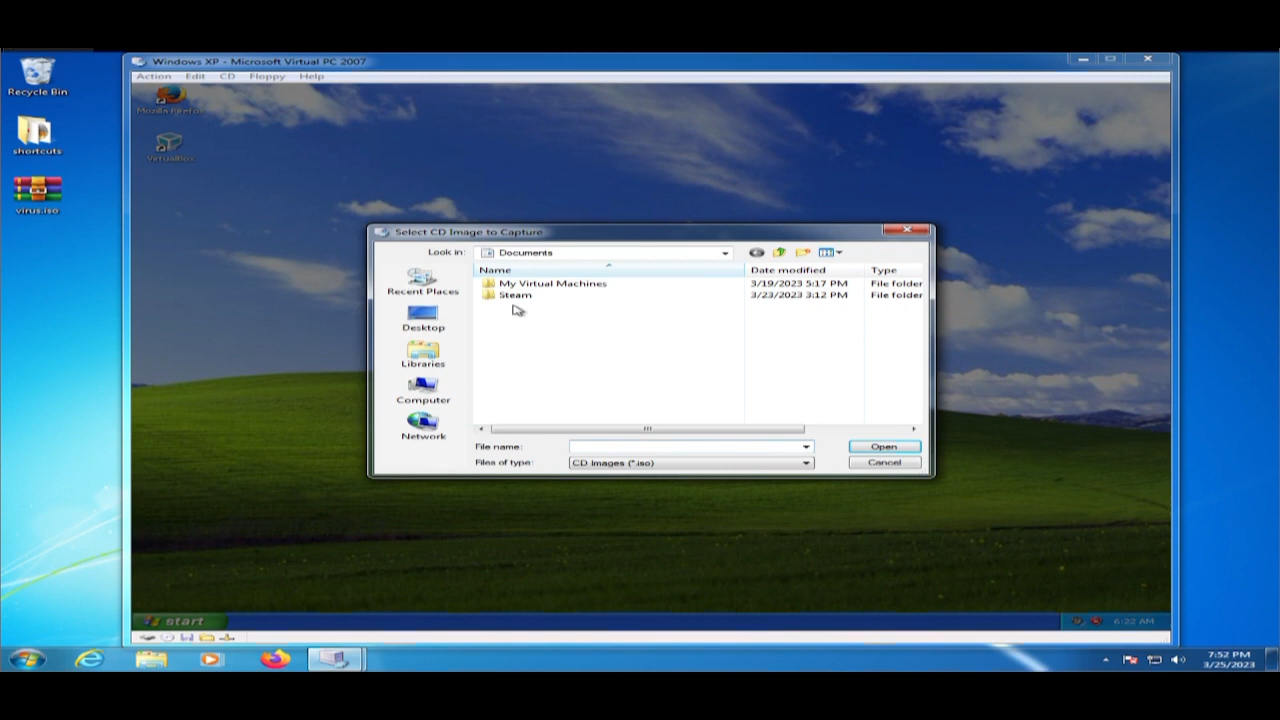 Windows XP - Microsoft Virtual PC 2007
Action Edit CD Floppy Help
Recycle Bin
shortcuts
virus.iso
Mozilla Firefox
VirtualBox
Select CD Image to Capture
Look in: Documents
Name Date modified Type
My Virtual Machines 3/19/2023 5:17 PM File folder
Steam 3/23/2023 3:12 PM File folder
Recent Places
Desktop
Libraries
Computer
Network
File name: Open
Files of type: CD Images (*.iso) Cancel
start 6:22 AM
7:52 PM
3/25/2023